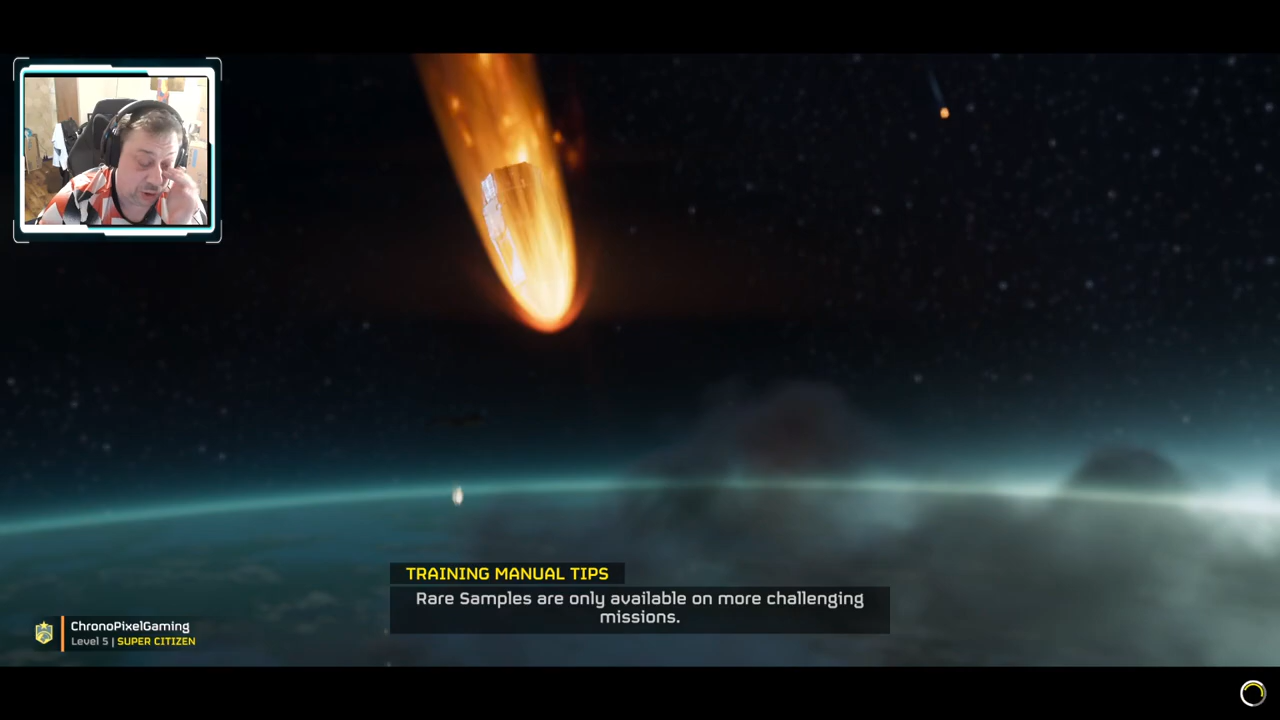 TRAINING MANUAL TIPS
Rare Samples are only available on more challenging
missions.
ChronoPixelGaming
Level 5 | SUPER CITIZEN